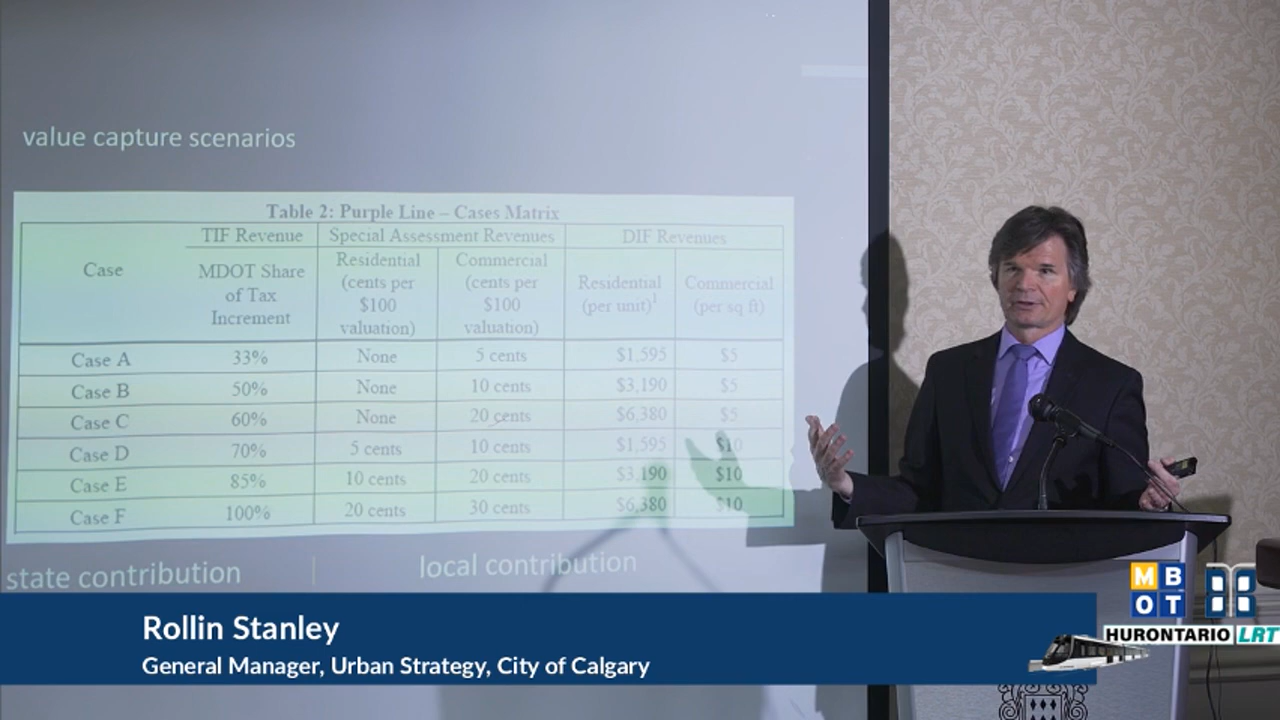 value capture scenarios
Table 2: Purple Line – Cases Matrix
TIF Revenue Special Assessment Revenues DIF Revenues
Case MDOT Share of Tax Increment Residential (cents per $100 valuation) Commercial (cents per $100 valuation) Residential (per unit)1 Commercial (per sq ft)
Case A 33% None 5 cents $1,595 $5
Case B 50% None 10 cents $3,190 $5
Case C 60% None 20 cents $6,380 $5
Case D 70% 5 cents 10 cents $1,595 $10
Case E 85% 10 cents 20 cents $3,190 $10
Case F 100% 20 cents 30 cents $6,380 $10
state contribution local contribution
Rollin Stanley
General Manager, Urban Strategy, City of Calgary
MB
OT
HURONTARIO LRT